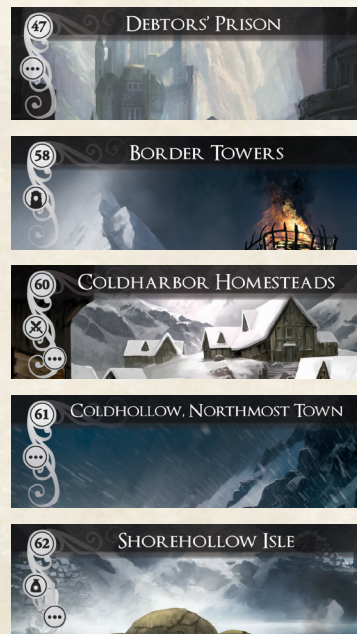 47
DEBTORS' PRISON
58
BORDER TOWERS
60
COLDHARBOR HOMESTEADS
61
COLDHOLLOW, NORTHMOST TOWN
62
SHOREHOLLOW ISLE